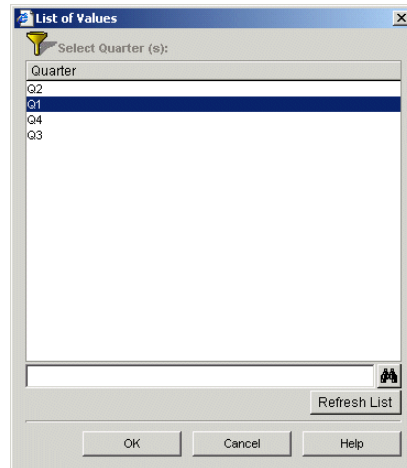 List of Values
Select Quarter (s):
Quarter
Q2
Q1
Q4
Q3
Refresh List
OK Cancel Help